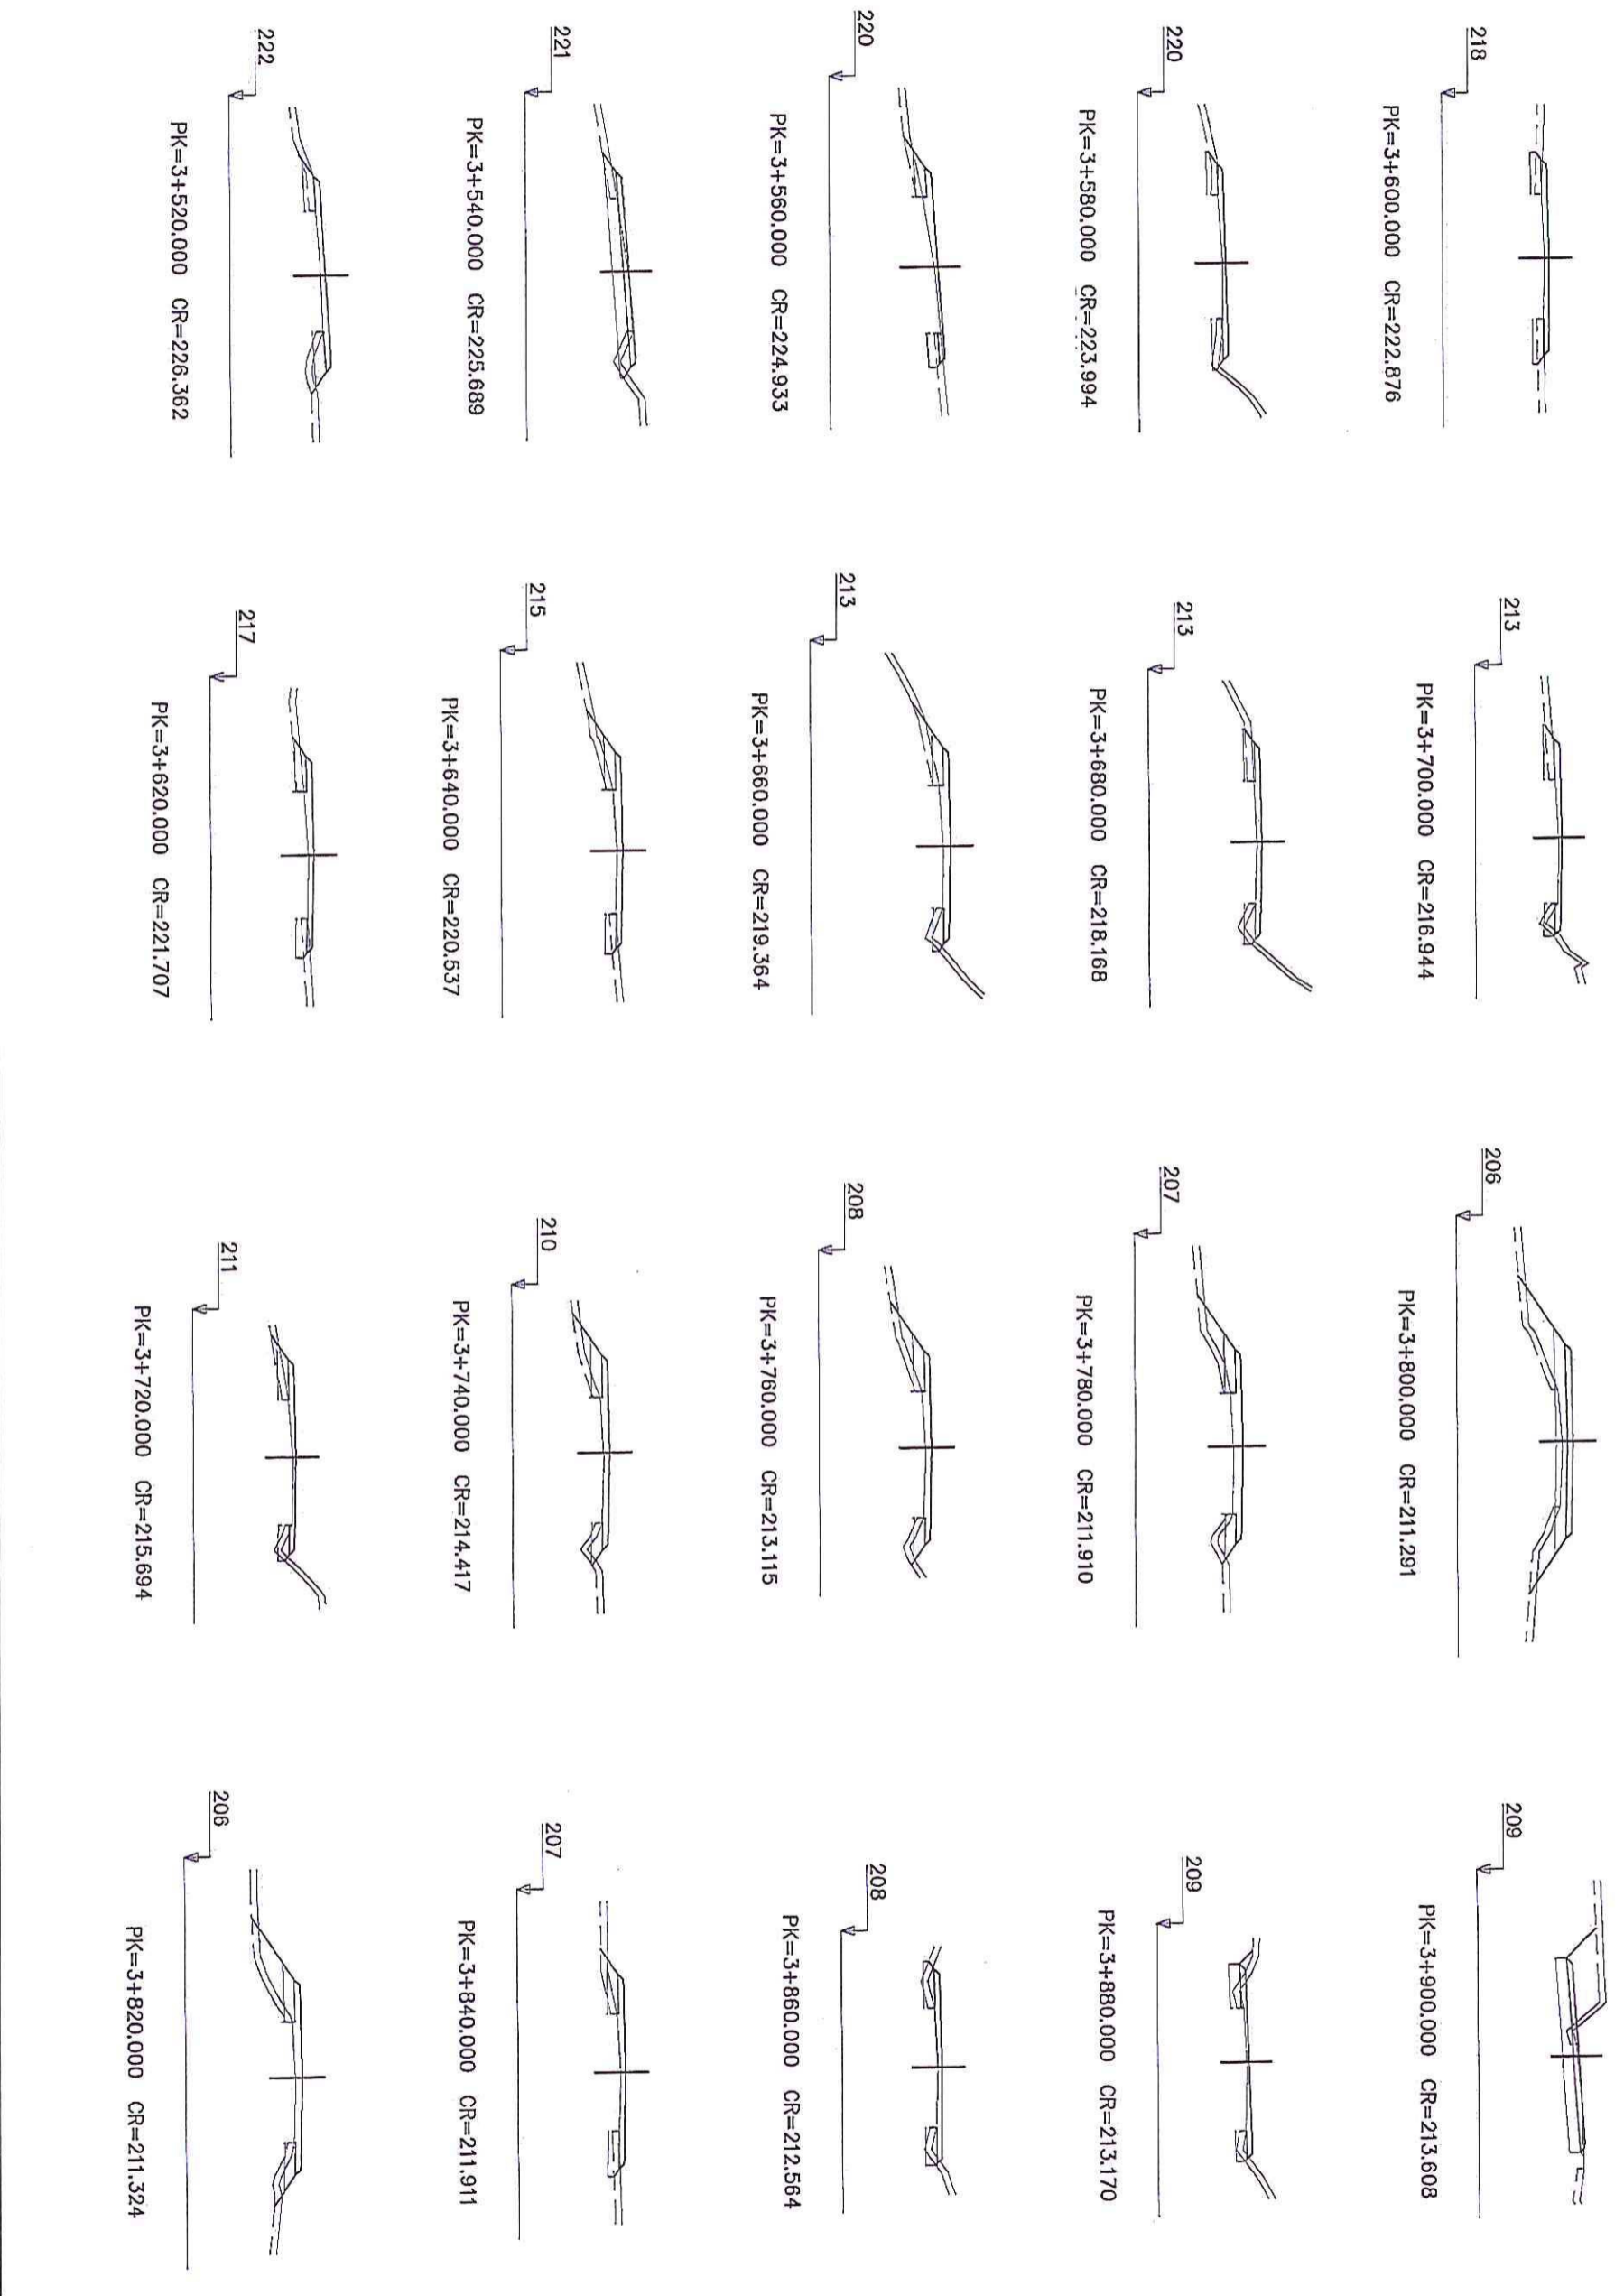 222
PK=3+520.000 CR=226.362
221
PK=3+540.000 CR=225.689
220
PK=3+560.000 CR=224.933
220
PK=3+580.000 CR=223.994
218
PK=3+600.000 CR=222.876
217
PK=3+620.000 CR=221.707
215
PK=3+640.000 CR=220.537
213
PK=3+660.000 CR=219.364
213
PK=3+680.000 CR=218.168
213
PK=3+700.000 CR=216.944
211
PK=3+720.000 CR=215.694
210
PK=3+740.000 CR=214.417
208
PK=3+760.000 CR=213.115
207
PK=3+780.000 CR=211.910
206
PK=3+800.000 CR=211.291
206
PK=3+820.000 CR=211.324
207
PK=3+840.000 CR=211.911
208
PK=3+860.000 CR=212.564
209
PK=3+880.000 CR=213.170
209
PK=3+900.000 CR=213.608